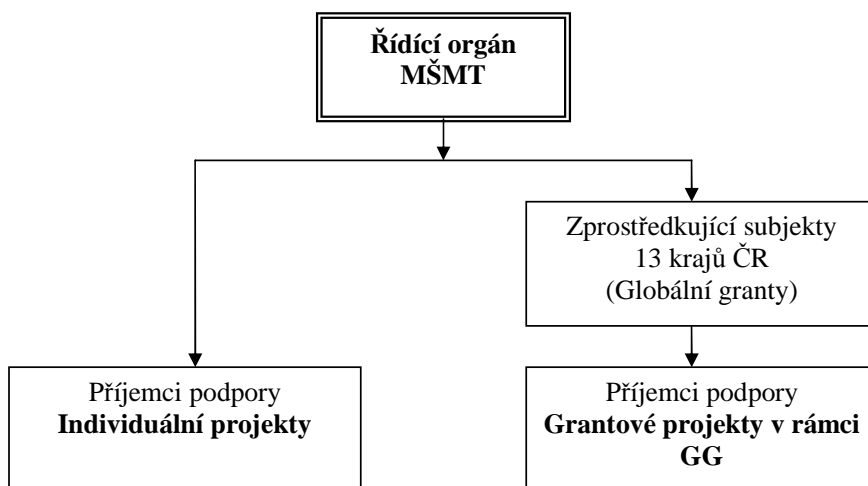 Řídící orgán
MŠMT
Zprostředkující subjekty
13 krajů ČR
(Globální granty)
Příjemci podpory
Individuální projekty
Příjemci podpory
Grantové projekty v rámci
GG